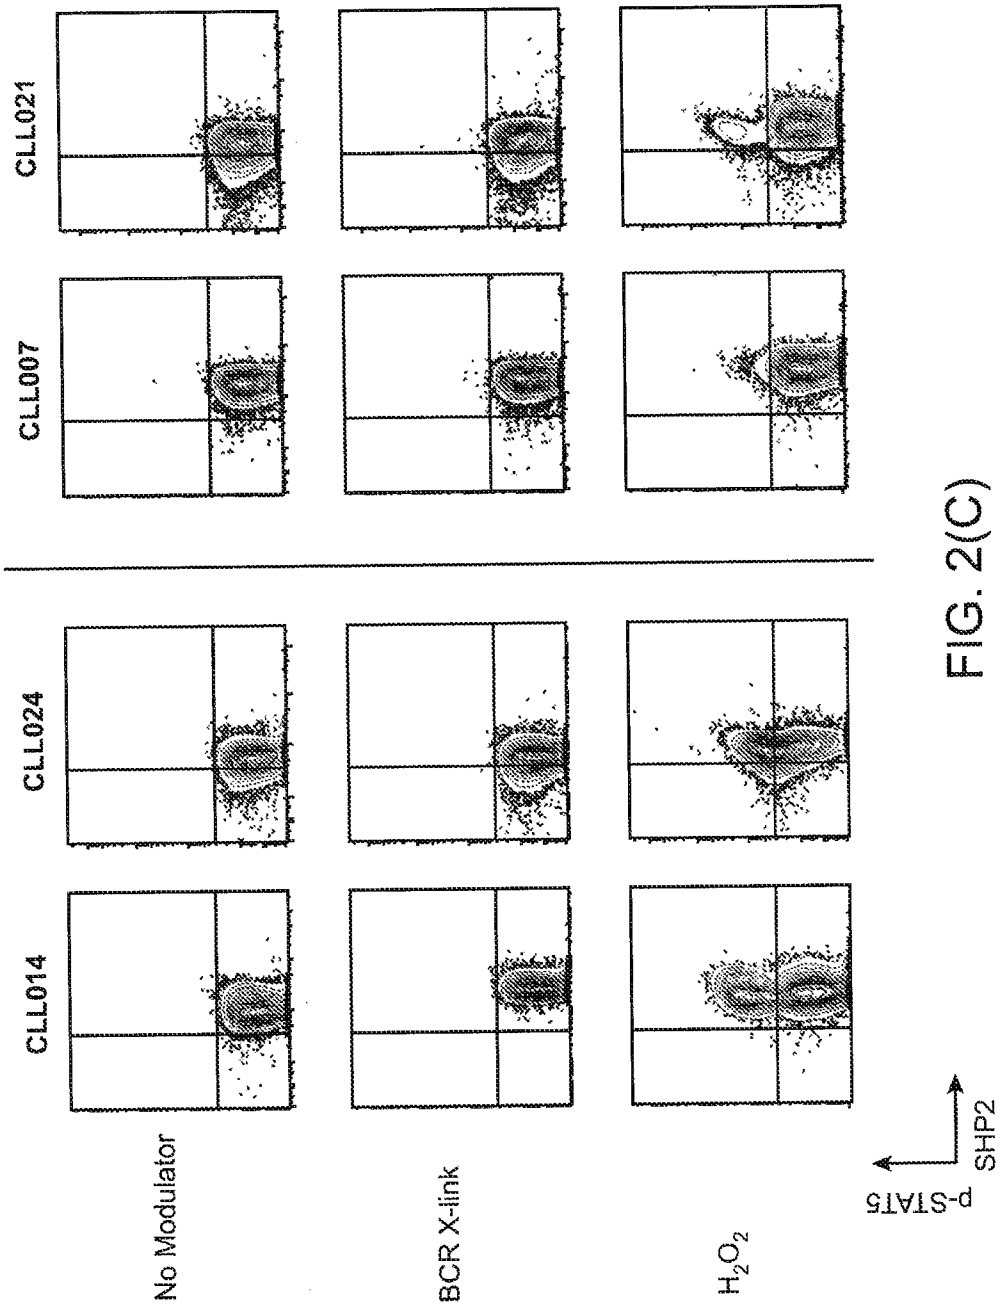 CLL014 CLL024 CLL007 CLL021
No Modulator
BCR X-link
H₂O₂
p-STAT5
SHP2
FIG. 2(C)